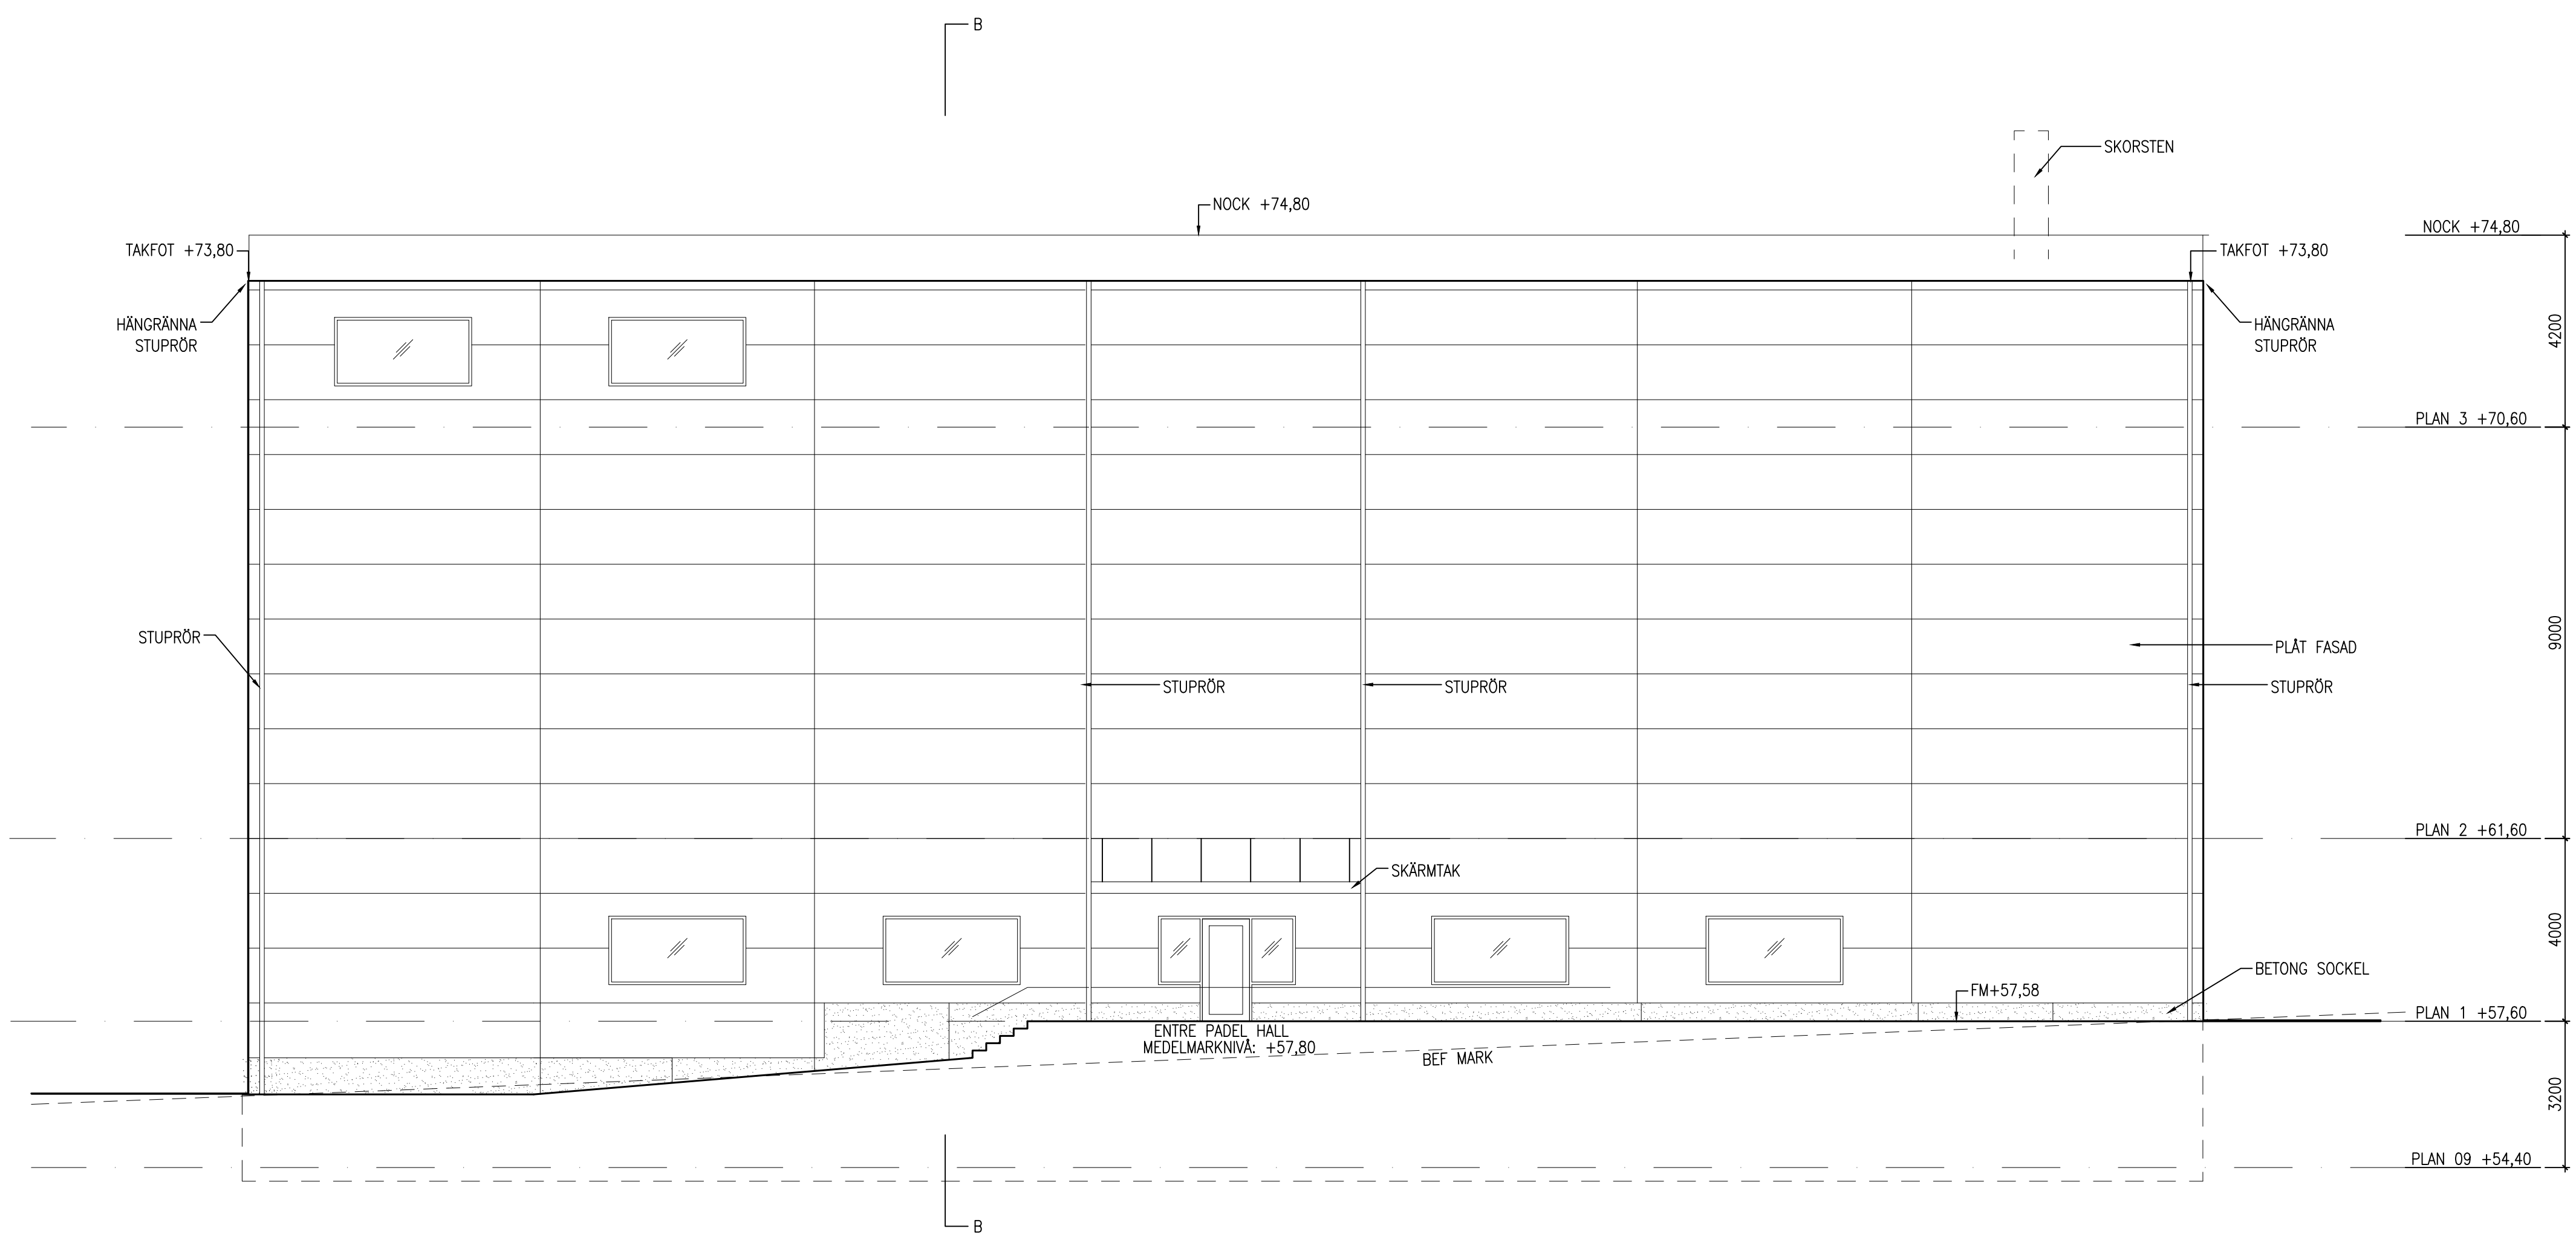 B
SKORSTEN
NOCK +74,80
NOCK +74,80
TAKFOT +73,80
TAKFOT +73,80
HÄNGRÄNNA
STUPRÖR
HÄNGRÄNNA
STUPRÖR
4200
PLAN 3 +70,60
STUPRÖR
9000
PLÅT FASAD
STUPRÖR
STUPRÖR
STUPRÖR
PLAN 2 +61,60
SKÄRMTAK
4000
BETONG SOCKEL
FM+57,58
PLAN 1 +57,60
ENTRE PADEL HALL
MEDELMARKNIVÅ: +57,80
BEF MARK
3200
PLAN 09 +54,40
B